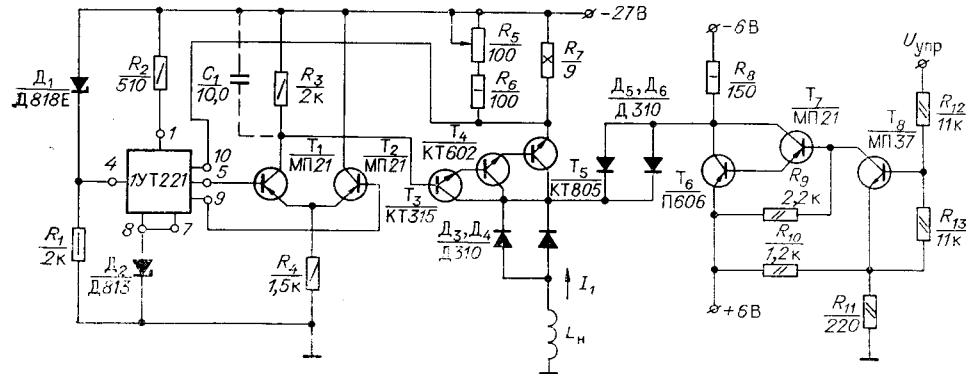 -27В
-6В
Uупр
Д1
Д818Е
R2
510
C1
10,0
R3
2к
R5
100
R6
100
R7
9
Д5, Д6
Д310
R8
150
T7
МП21
T8
МП37
R12
11к
1
4
1УТ221
10
5
9
8
7
T1
МП21
T2
МП21
T4
КТ602
T3
КТ315
T5
КТ805
T6
П606
R9
2,2к
R10
1,2к
R13
11к
R1
2к
Д2
Д813
R4
1,5к
Д3, Д4
Д310
I1
Lн
+6В
R11
220